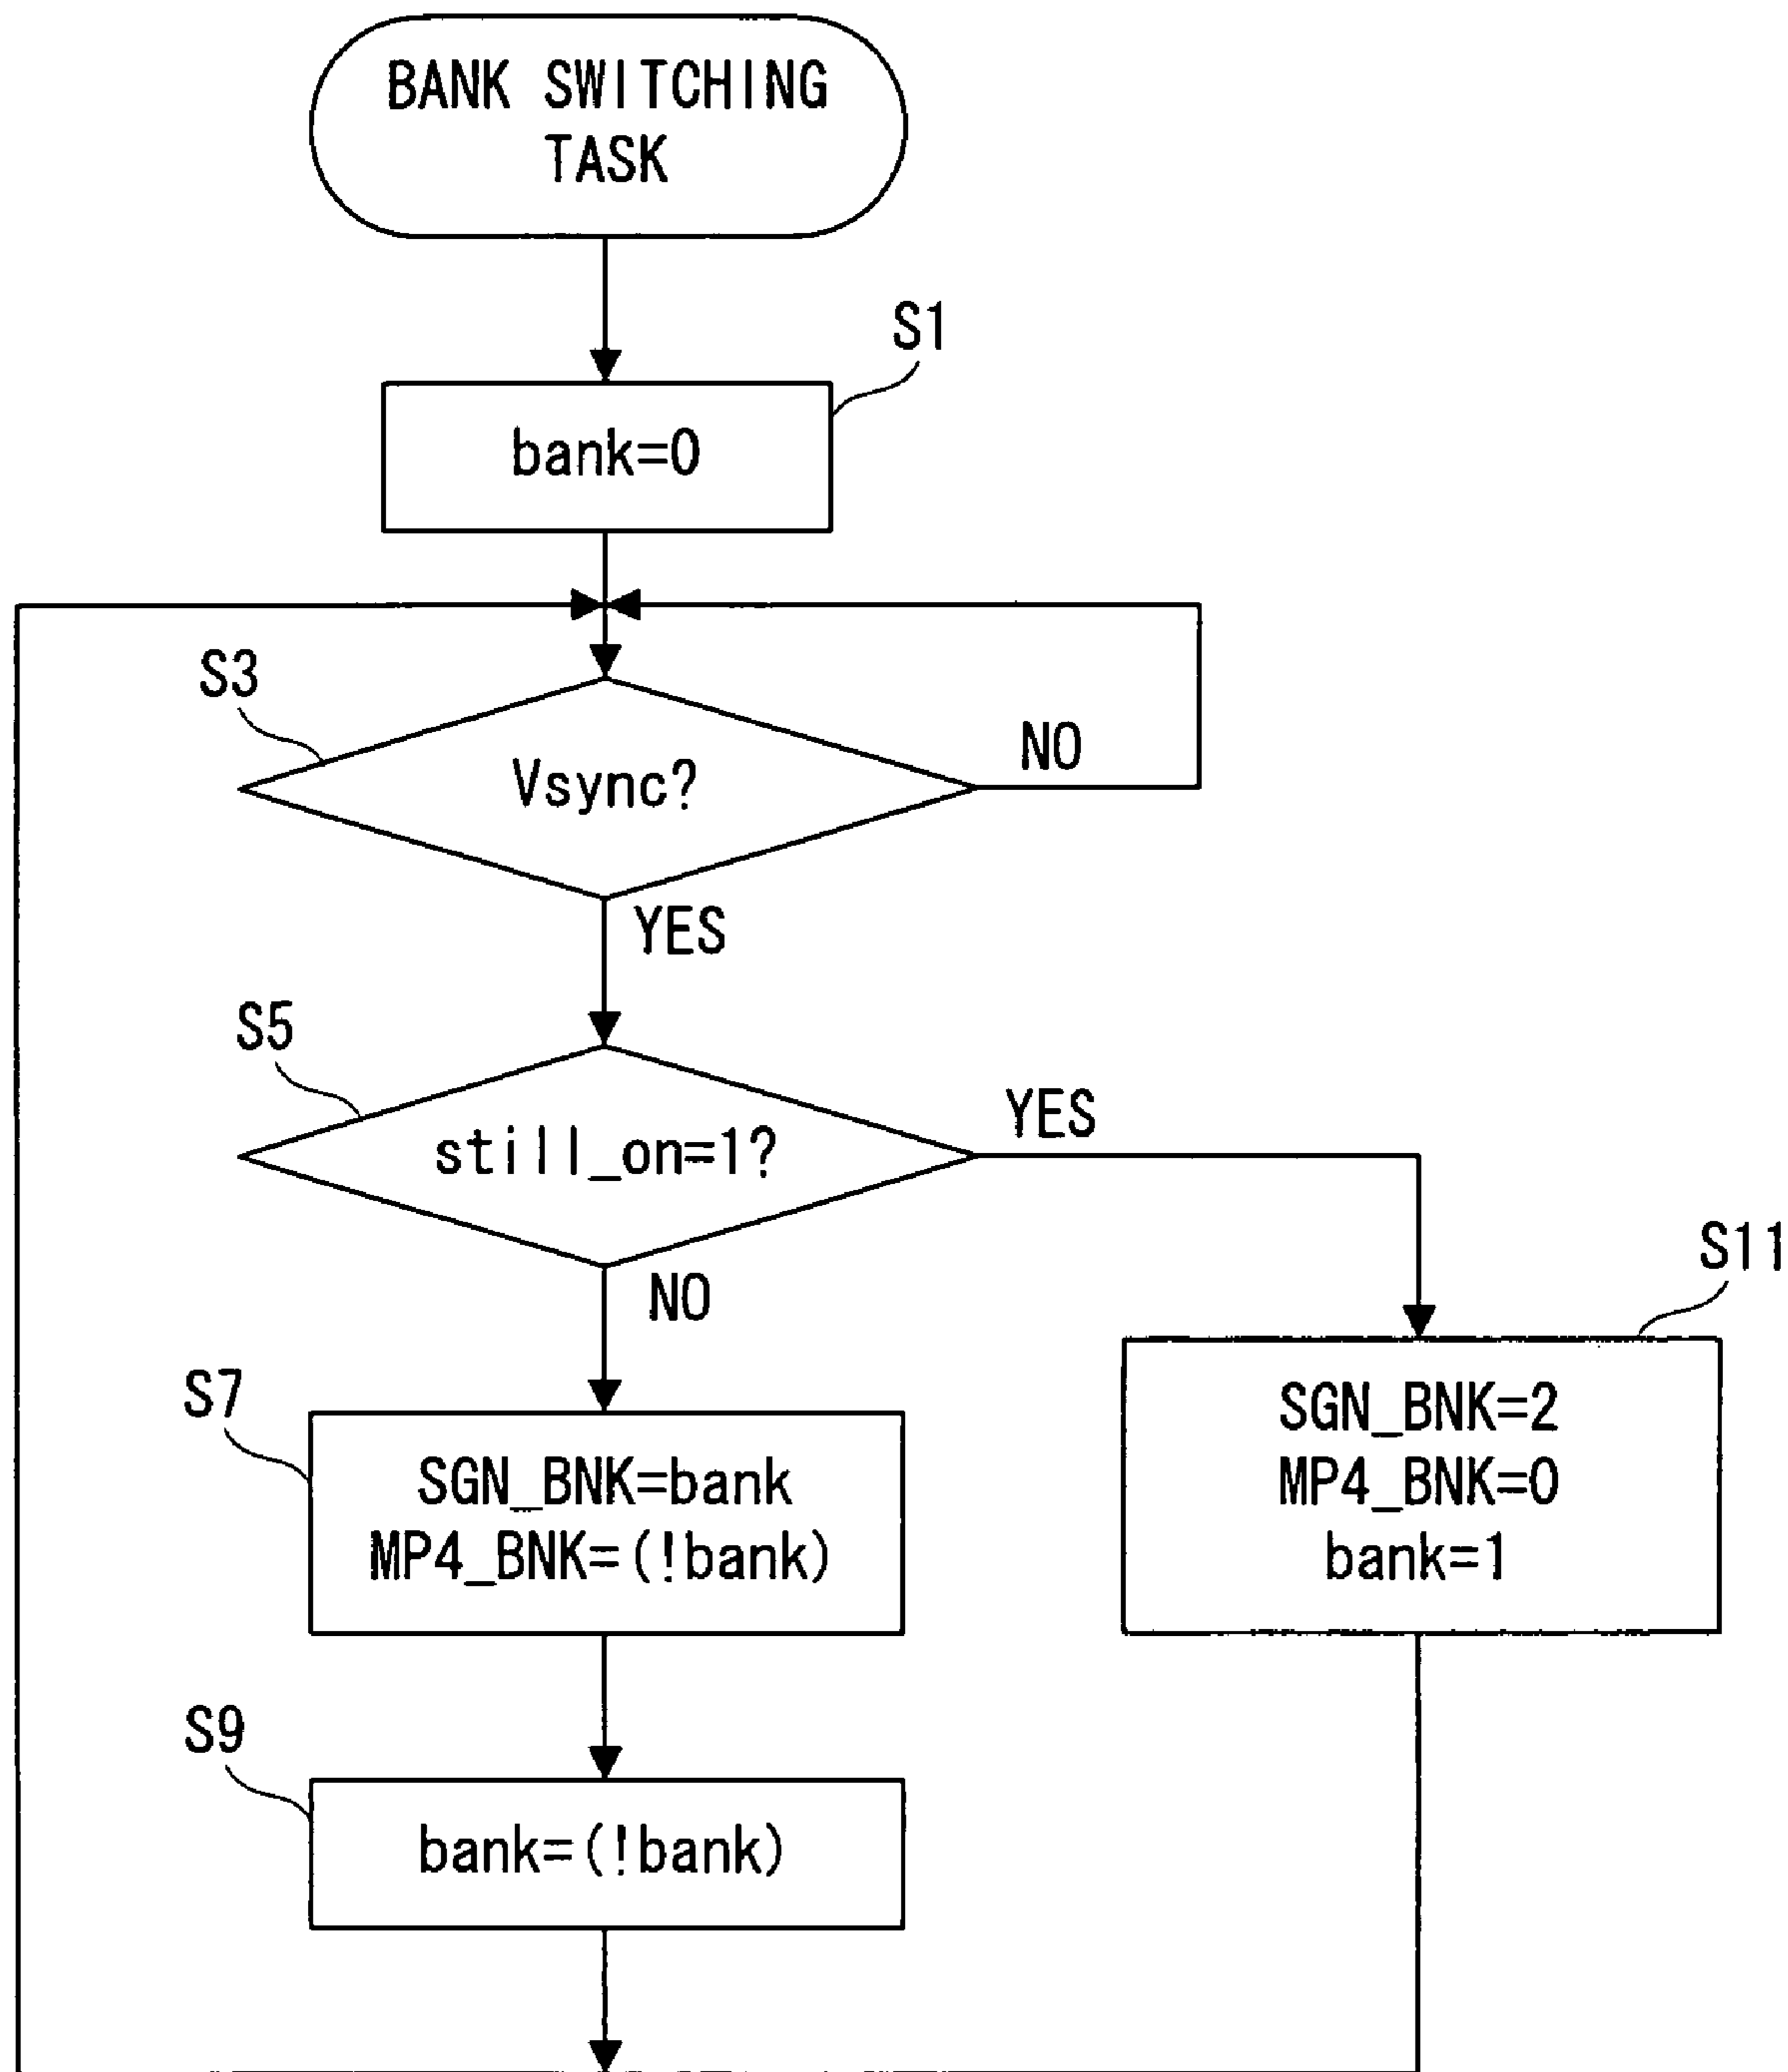 BANK SWITCHING
TASK
S1
bank=0
S3
Vsync?
NO
YES
S5
still_on=1?
YES
NO
S11
SGN_BNK=2
MP4_BNK=0
bank=1
S7
SGN_BNK=bank
MP4_BNK=(!bank)
S9
bank=(!bank)